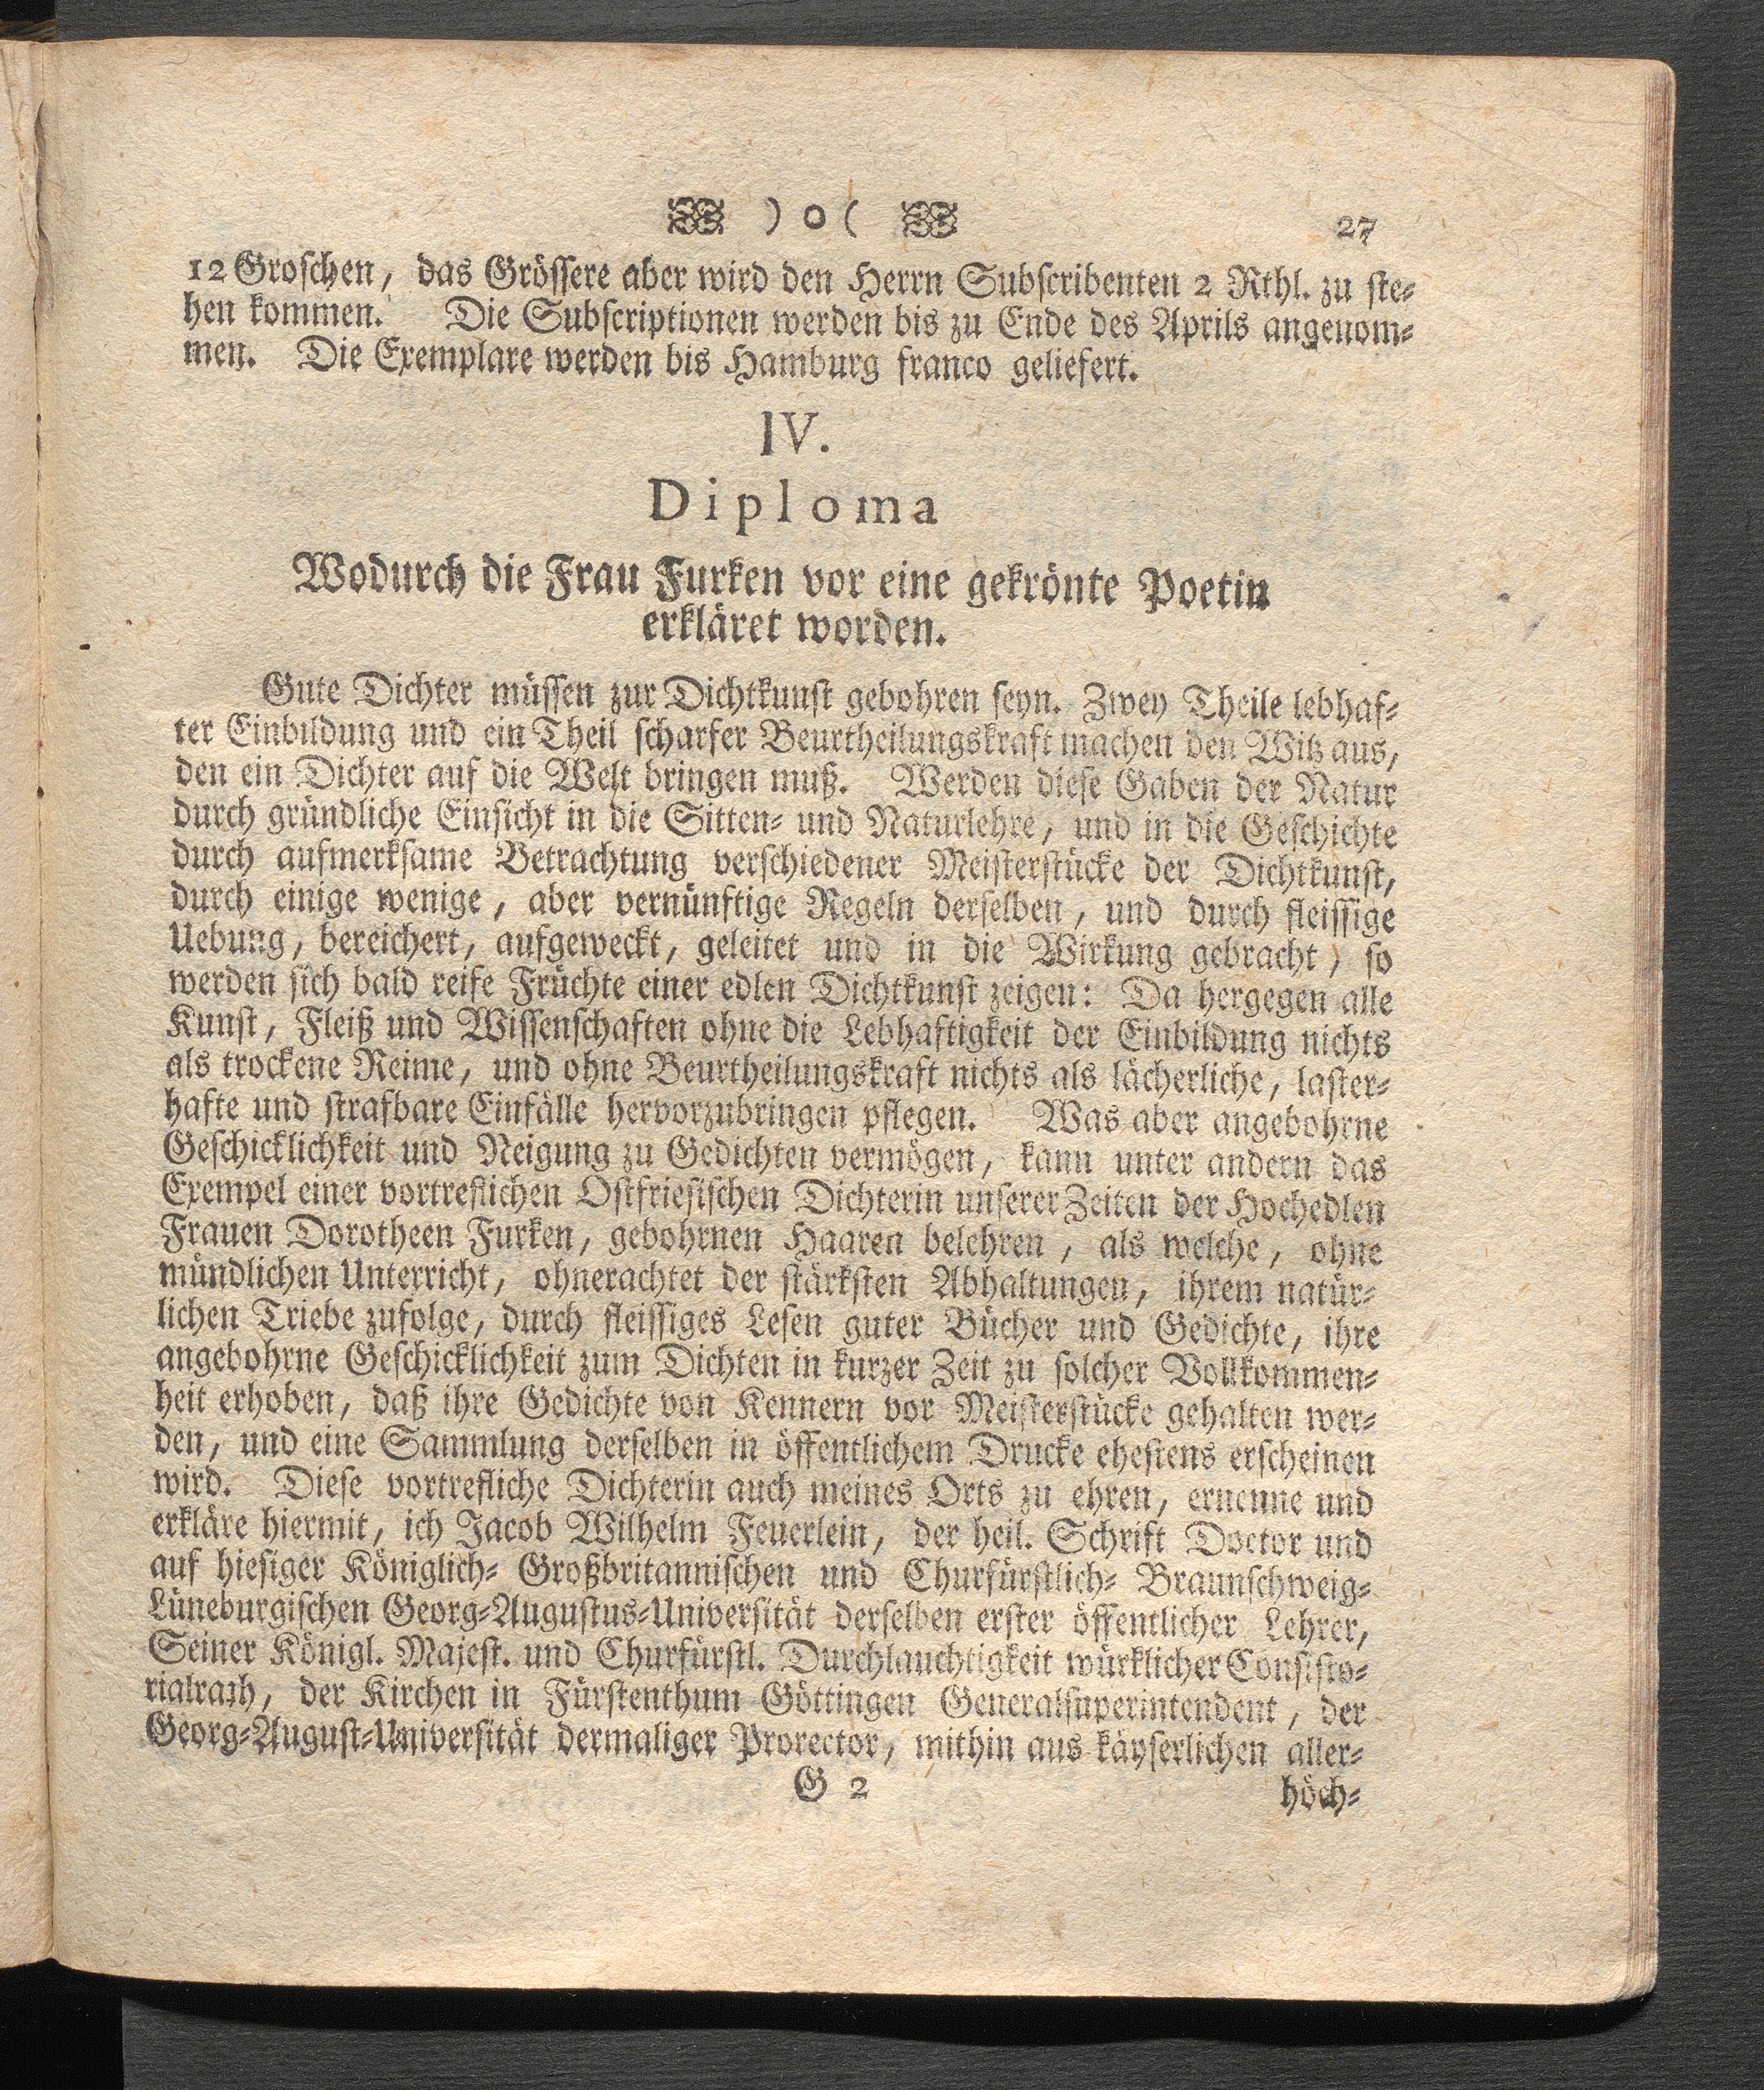 ) o (
27
12 Groschen, das Grössere aber wird den Herrn Subscribenten 2 Rthl. zu ste-
hen kommen. Die Subscriptionen werden bis zu Ende des Aprils angenom-
men. Die Exemplare werden bis Hamburg franco geliefert.
IV.
Diploma
Wodurch die Frau Furken vor eine gekrönte Poetin
erkläret worden.
Gute Dichter müssen zur Dichtkunst gebohren seyn. Zwey Theile lebhaf-
ter Einbildung und ein Theil scharfer Beurtheilungskraft machen den Witz aus,
den ein Dichter auf die Welt bringen muß. Werden diese Gaben der Natur
durch gründliche Einsicht in die Sitten- und Naturlehre, und in die Geschichte
durch aufmerksame Betrachtung verschiedener Meisterstücke der Dichtkunst,
durch einige wenige, aber vernünftige Regeln derselben, und durch fleissige
Uebung, bereichert, aufgeweckt, geleitet und in die Wirkung gebracht) so
werden sich bald reife Früchte einer edlen Dichtkunst zeigen: Da hergegen alle
Kunst, Fleiß und Wissenschaften ohne die Lebhaftigkeit der Einbildung nichts
als trockene Reime, und ohne Beurtheilungskraft nichts als lächerliche, laster-
hafte und strafbare Einfälle hervorzubringen pflegen. Was aber angebohrne
Geschicklichkeit und Neigung zu Gedichten vermögen, kann unter andern das
Exempel einer vortreflichen Ostfriesischen Dichterin unserer Zeiten der Hochedlen
Frauen Dorotheen Furken, gebohrnen Haaren belehren, als welche, ohne
mündlichen Unterricht, ohnerachtet der stärksten Abhaltungen, ihrem natür-
lichen Triebe zufolge, durch fleissiges Lesen guter Bücher und Gedichte, ihre
angebohrne Geschicklichkeit zum Dichten in kurzer Zeit zu solcher Vollkommen-
heit erhoben, daß ihre Gedichte von Kennern vor Meisterstücke gehalten wer-
den, und eine Sammlung derselben in öffentlichem Drucke ehestens erscheinen
wird. Diese vortrefliche Dichterin auch meines Orts zu ehren, ernenne und
erkläre hiermit, ich Jacob Wilhelm Feuerlein, der heil. Schrift Doctor und
auf hiesiger Königlich- Großbritannischen und Churfürstlich- Braunschweig-
Lüneburgischen Georg-Augustus-Universität derselben erster öffentlicher Lehrer,
Seiner Königl. Majest. und Churfürstl. Durchlauchtigkeit würklicher Consisto-
rialrath, der Kirchen in Fürstenthum Göttingen Generalsuperintendent, der
Georg-August-Universität dermaliger Prorector, mithin aus käyserlichen aller-
G 2
höch-